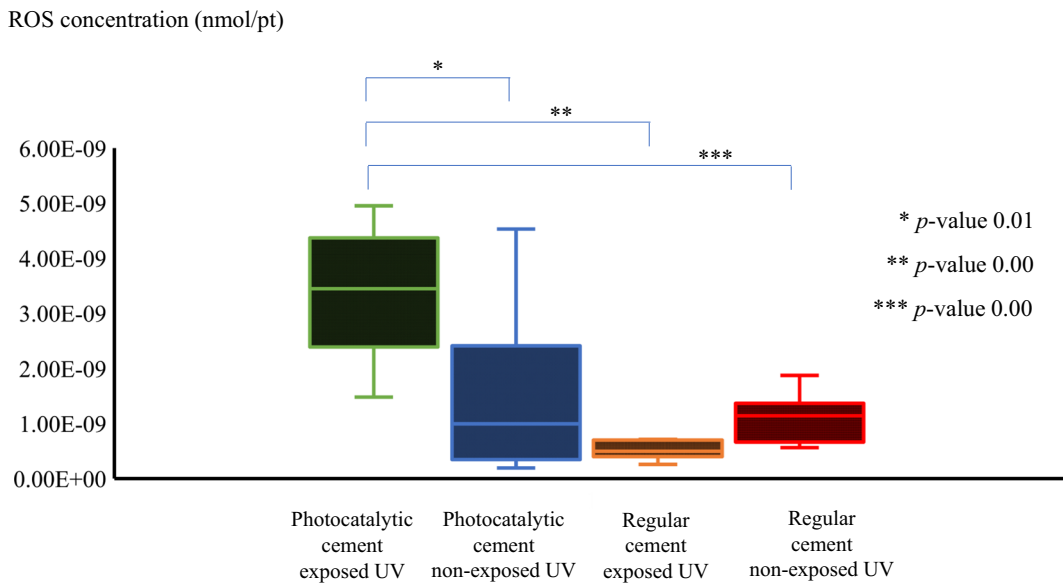 ROS concentration (nmol/pt)
*
**
***
6.00E-09
5.00E-09
4.00E-09
3.00E-09
2.00E-09
1.00E-09
0.00E+00
* p-value 0.01
** p-value 0.00
*** p-value 0.00
Photocatalytic
cement
exposed UV
Photocatalytic
cement
non-exposed UV
Regular
cement
exposed UV
Regular
cement
non-exposed UV